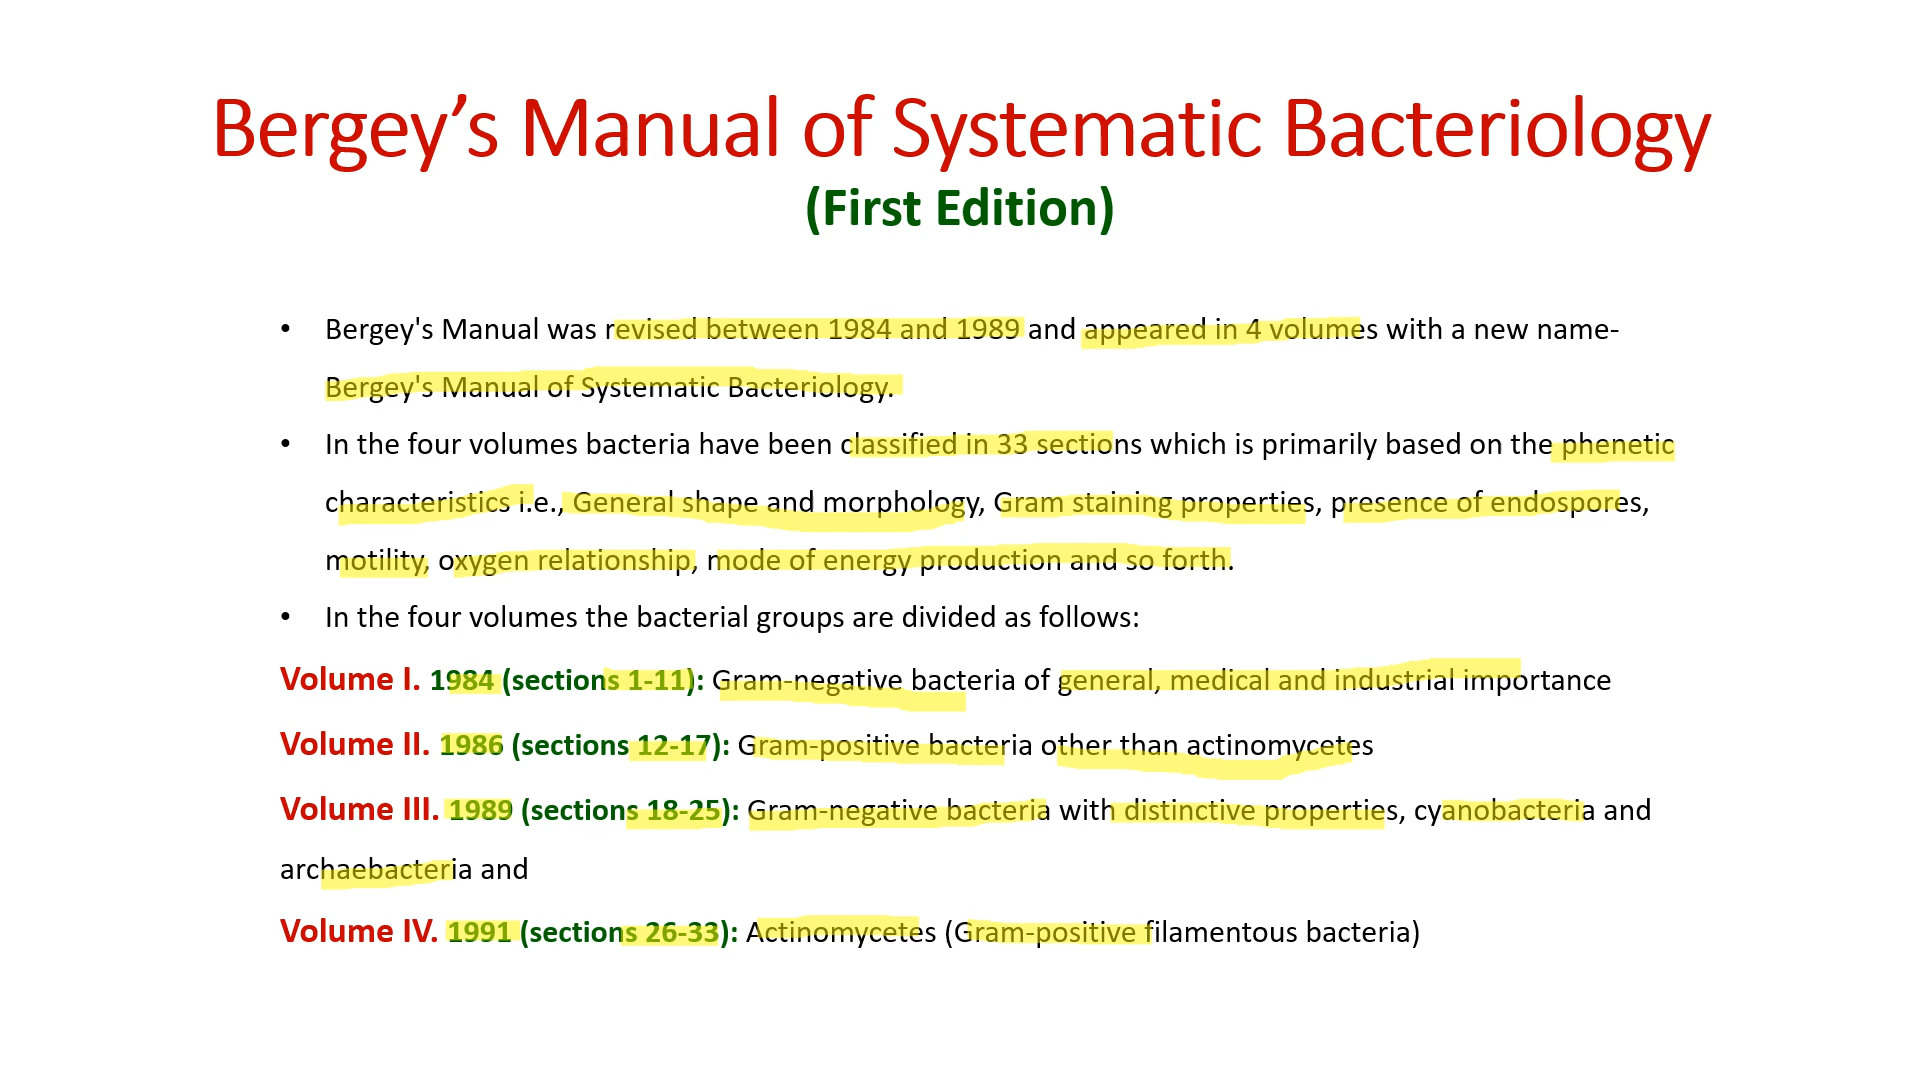 Bergey’s Manual of Systematic Bacteriology
(First Edition)
• Bergey's Manual was revised between 1984 and 1989 and appeared in 4 volumes with a new name-
Bergey's Manual of Systematic Bacteriology.
• In the four volumes bacteria have been classified in 33 sections which is primarily based on the phenetic
characteristics i.e., General shape and morphology, Gram staining properties, presence of endospores,
motility, oxygen relationship, mode of energy production and so forth.
• In the four volumes the bacterial groups are divided as follows:
Volume I. 1984 (sections 1-11): Gram-negative bacteria of general, medical and industrial importance
Volume II. 1986 (sections 12-17): Gram-positive bacteria other than actinomycetes
Volume III. 1989 (sections 18-25): Gram-negative bacteria with distinctive properties, cyanobacteria and
archaebacteria and
Volume IV. 1991 (sections 26-33): Actinomycetes (Gram-positive filamentous bacteria)